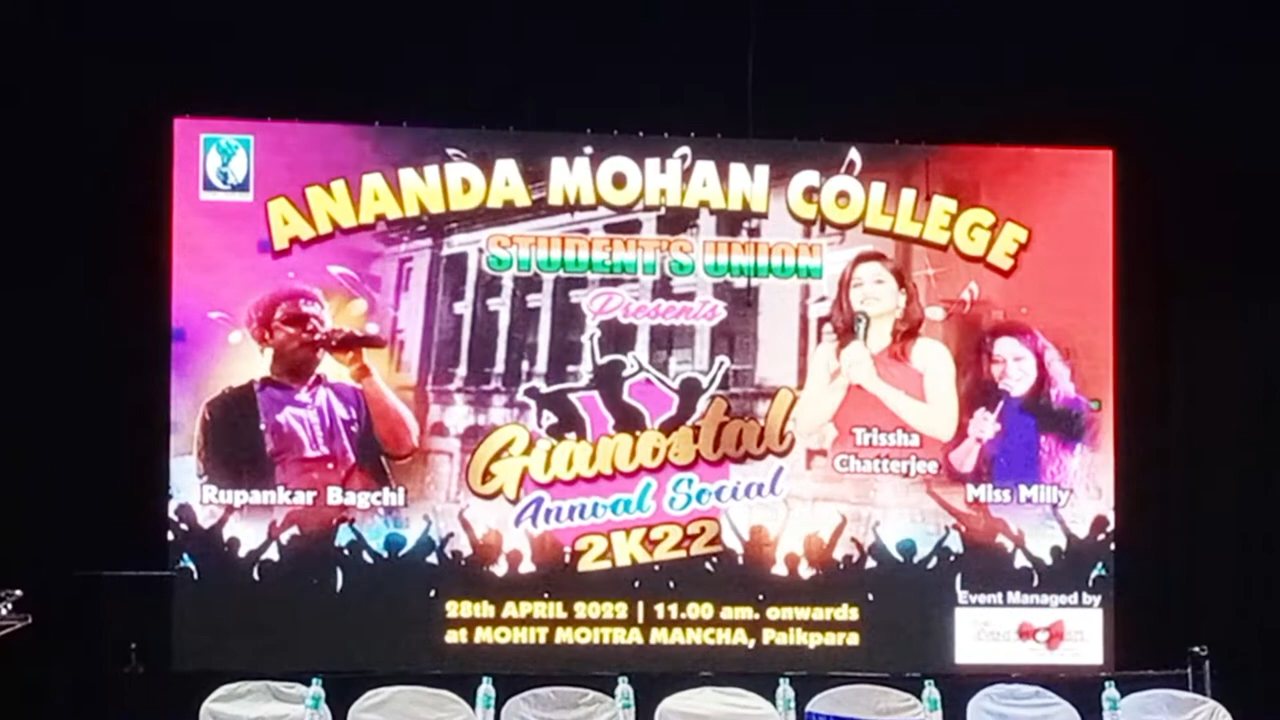 ANANDA MOHAN COLLEGE
STUDENT'S UNION
Presents
Gianostal
Annual Social
2K22
Rupankar Bagchi
Trissha
Chatterjee
Miss Milly
28th APRIL 2022 | 11.00 am. onwards
at MOHIT MOITRA MANCHA, Paikpara
Event Managed by